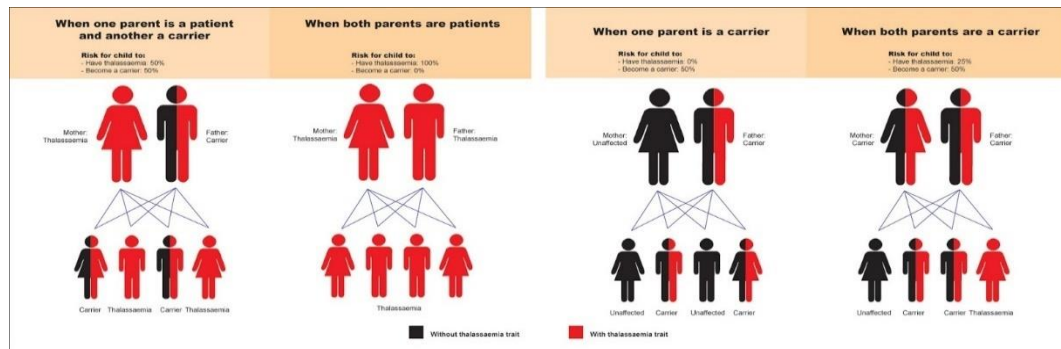 When one parent is a patient
and another a carrier
Risk for child to:
- Have thalassaemia: 50%
- Become a carrier: 50%
Mother:
Thalassaemia
Father:
Carrier
Carrier Thalassaemia Carrier Thalassaemia
When both parents are patients
Risk for child to:
- Have thalassaemia: 100%
- Become a carrier: 0%
Mother:
Thalassaemia
Father:
Thalassaemia
Thalassaemia
When one parent is a carrier
Risk for child to:
- Have thalassaemia: 0%
- Become a carrier: 50%
Mother:
Unaffected
Father:
Carrier
Unaffected Carrier Unaffected Carrier
When both parents are a carrier
Risk for child to:
- Have thalassaemia: 25%
- Become a carrier: 50%
Mother:
Carrier
Father:
Carrier
Unaffected Carrier Carrier Thalassaemia
Without thalassaemia trait
With thalassaemia trait